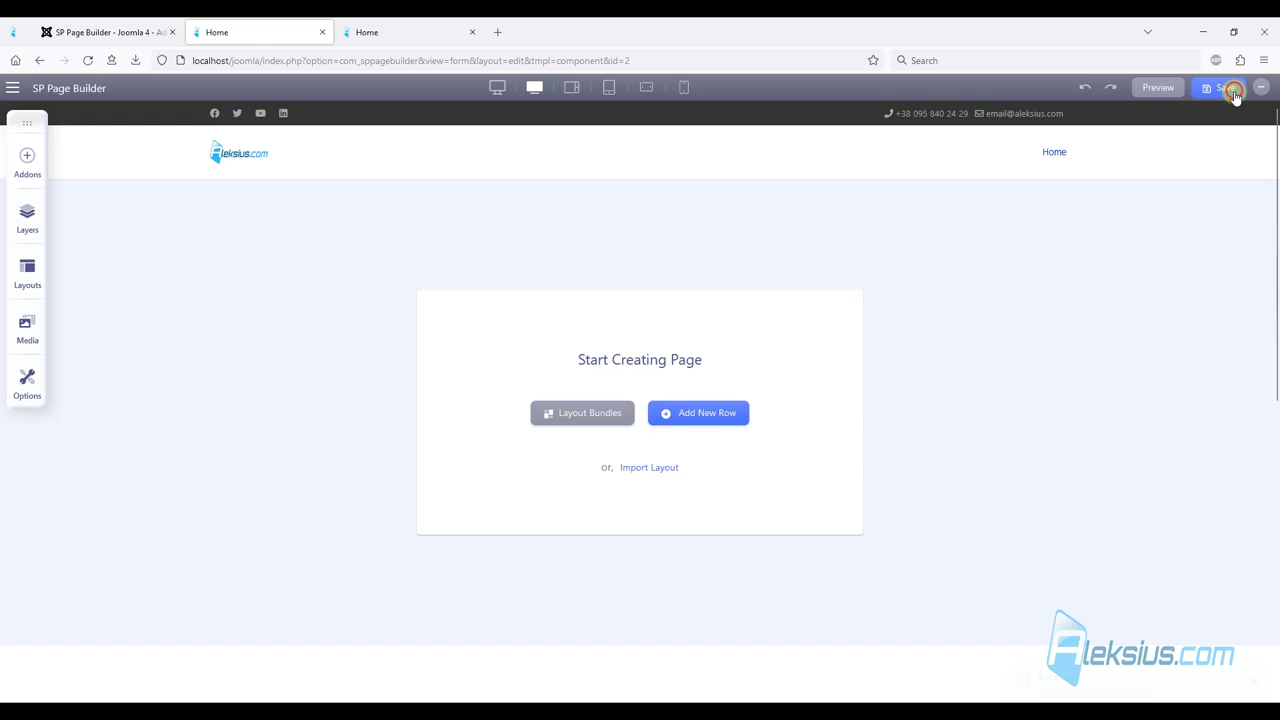 SP Page Builder - Joomla 4 - Ad
Home
Home
localhost/joomla/index.php?option=com_sppagebuilder&view=form&layout=edit&tmpl=component&id=2
Search
SP Page Builder
Preview
Save
+38 095 840 24 29
email@aleksius.com
Aleksius.com
Home
Addons
Layers
Layouts
Media
Options
Start Creating Page
Layout Bundles
Add New Row
or, Import Layout
Aleksius.com